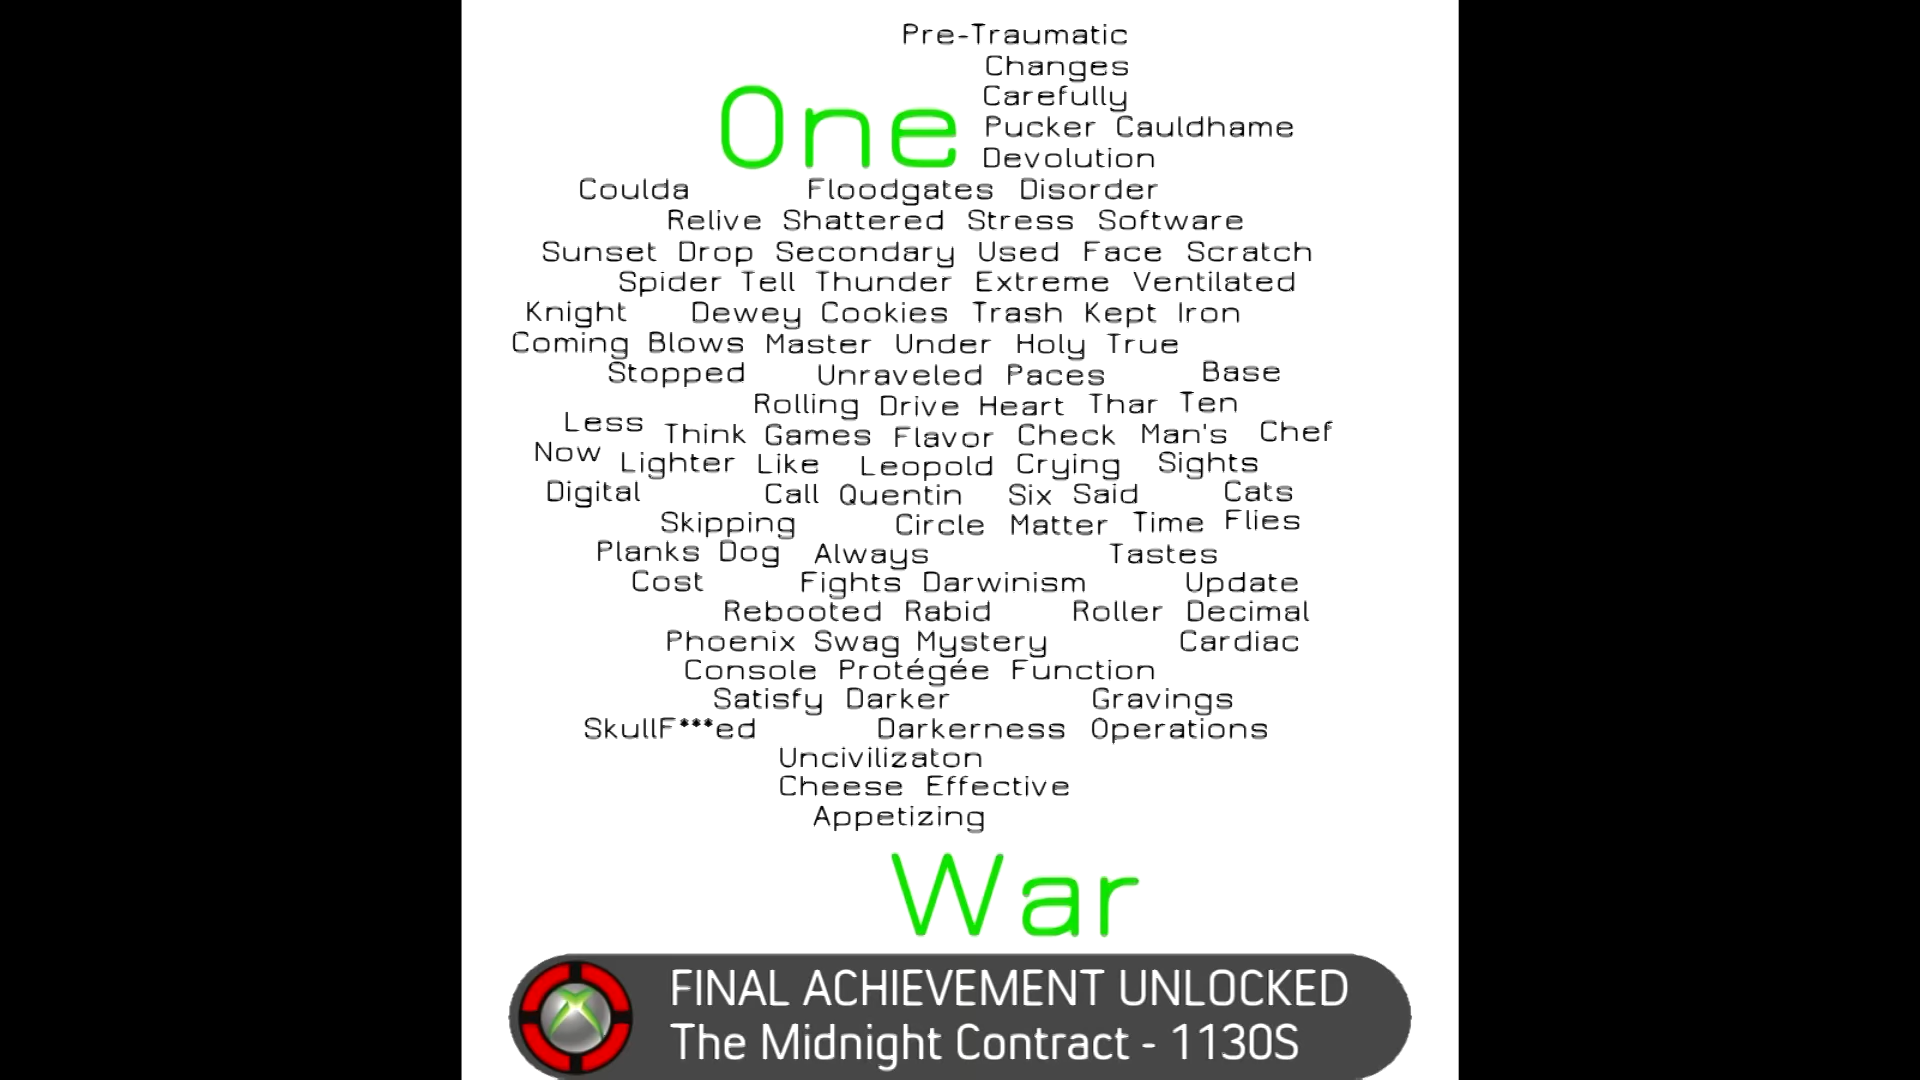 Pre-Traumatic
Changes
Carefully
One
Pucker Cauldhame
Devolution
Coulda Floodgates Disorder
Relive Shattered Stress Software
Sunset Drop Secondary Used Face Scratch
Spider Tell Thunder Extreme Ventilated
Knight Dewey Cookies Trash Kept Iron
Coming Blows Master Under Holy True
Stopped Unraveled Paces Base
Rolling Drive Heart Thar Ten
Less Think Games Flavor Check Man's Chef
Now Lighter Like Leopold Crying Sights
Digital Call Quentin Six Said Cats
Skipping Circle Matter Time Flies
Planks Dog Always Tastes
Cost Fights Darwinism Update
Rebooted Rabid Roller Decimal
Phoenix Swag Mystery Cardiac
Console Protégée Function
Satisfy Darker Gravings
SkullF***ed Darkerness Operations
Uncivilizaton
Cheese Effective
Appetizing
War
FINAL ACHIEVEMENT UNLOCKED
The Midnight Contract - 1130S